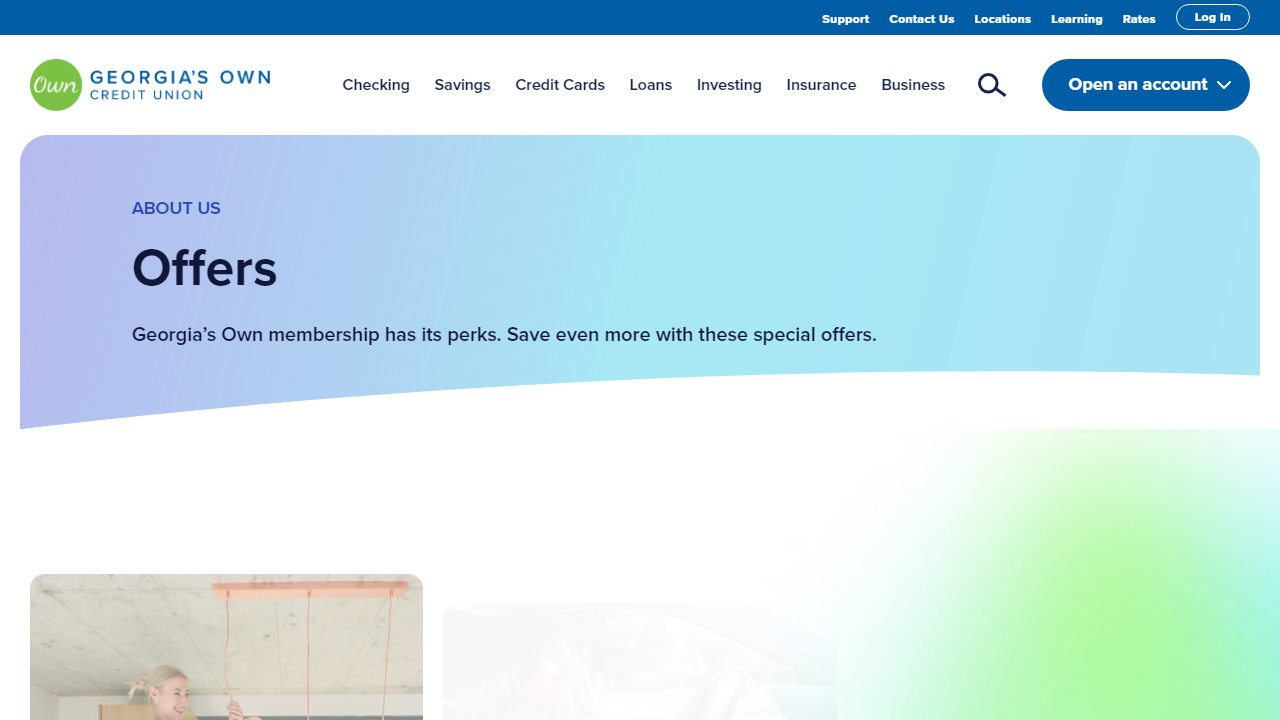 Support Contact Us Locations Learning Rates Log In
Own GEORGIA'S OWN
CREDIT UNION
Checking Savings Credit Cards Loans Investing Insurance Business Open an account
ABOUT US
Offers
Georgia's Own membership has its perks. Save even more with these special offers.